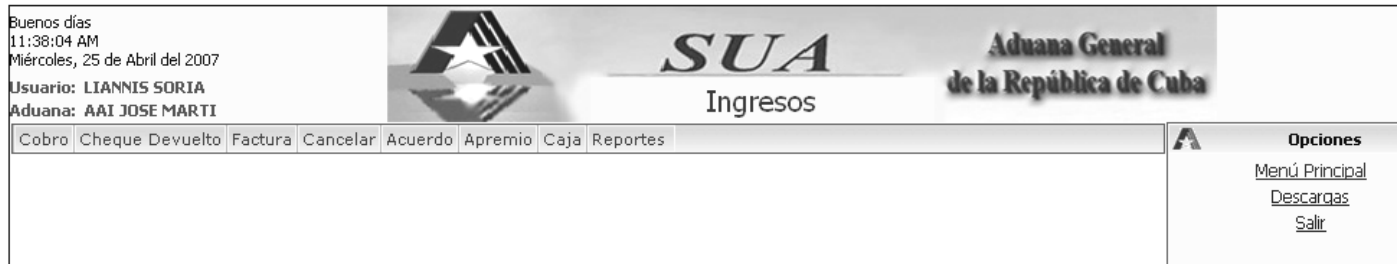 Buenos días
11:38:04 AM
Miércoles, 25 de Abril del 2007
Usuario: LIANNIS SORIA
Aduana: AAI JOSE MARTI
SUA
Ingresos
Aduana General
de la República de Cuba
Cobro Cheque Devuelto Factura Cancelar Acuerdo Apremio Caja Reportes
Opciones
Menú Principal
Descargas
Salir